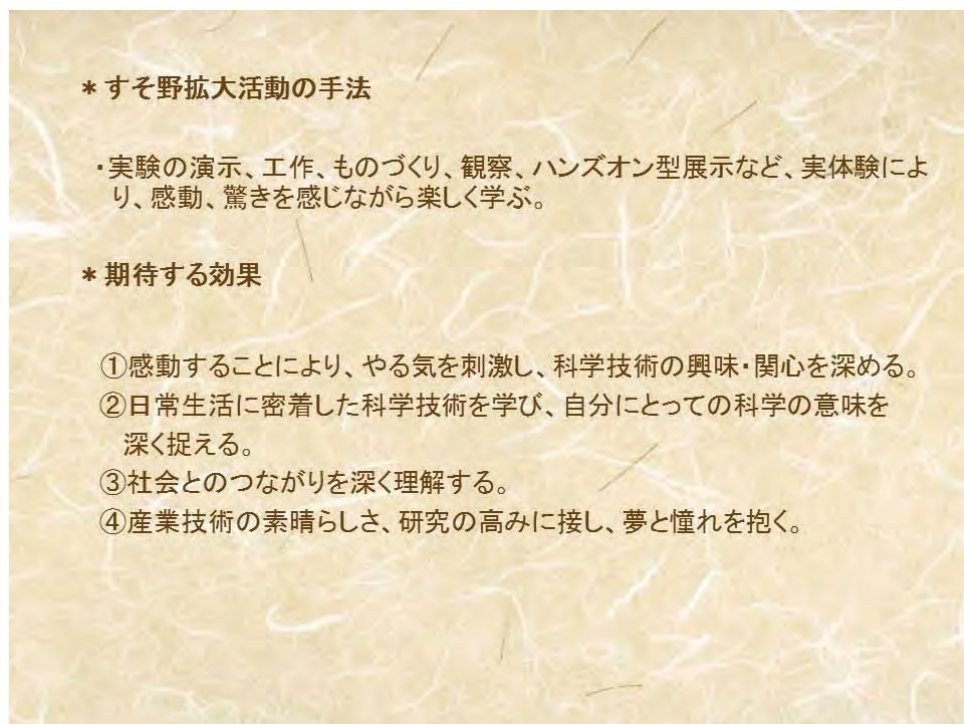 ＊すそ野拡大活動の手法
・実験の演示、工作、ものづくり、観察、ハンズオン型展示など、実体験によ
り、感動、驚きを感じながら楽しく学ぶ。
＊期待する効果
①感動することにより、やる気を刺激し、科学技術の興味・関心を深める。
②日常生活に密着した科学技術を学び、自分にとっての科学の意味を
深く捉える。
③社会とのつながりを深く理解する。
④産業技術の素晴らしさ、研究の高みに接し、夢と憧れを抱く。